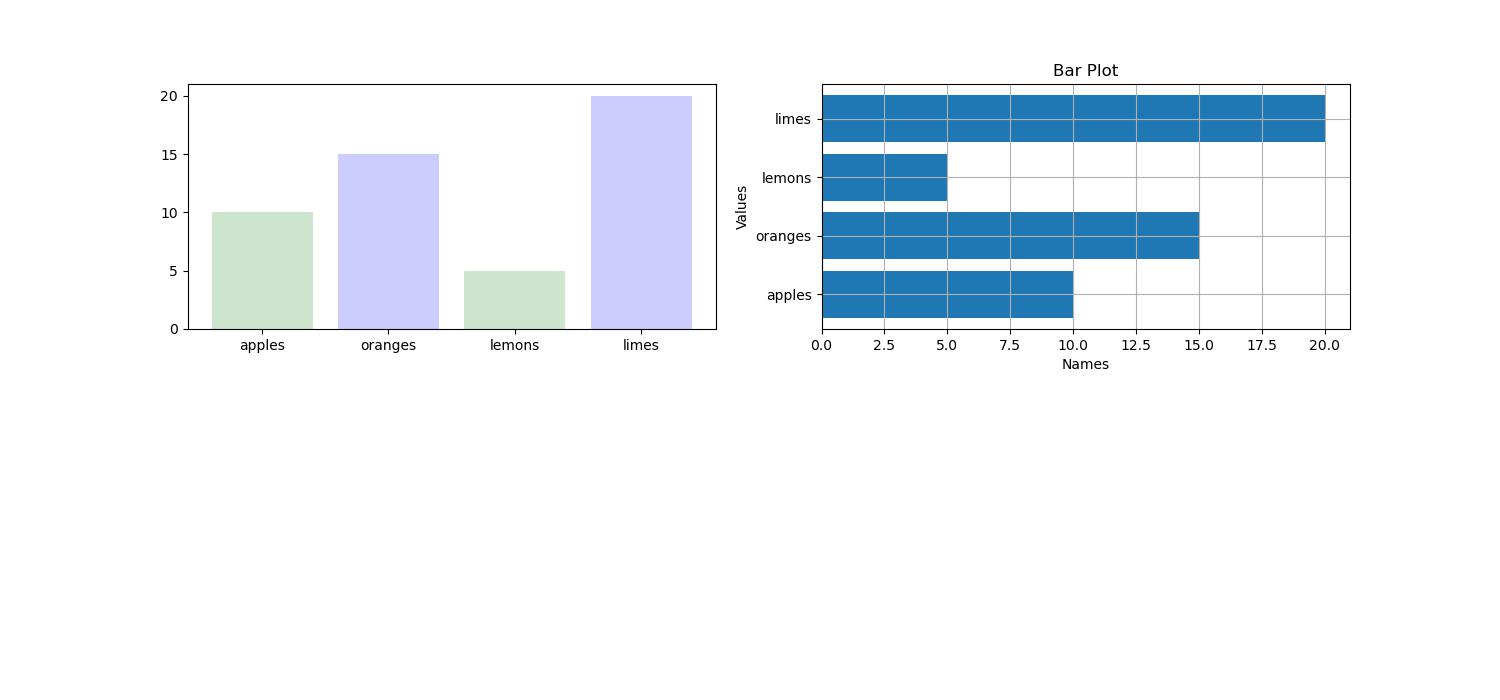 20
15
10
5
0
apples oranges lemons limes
Bar Plot
Values
limes
lemons
oranges
apples
0.0 2.5 5.0 7.5 10.0 12.5 15.0 17.5 20.0
Names